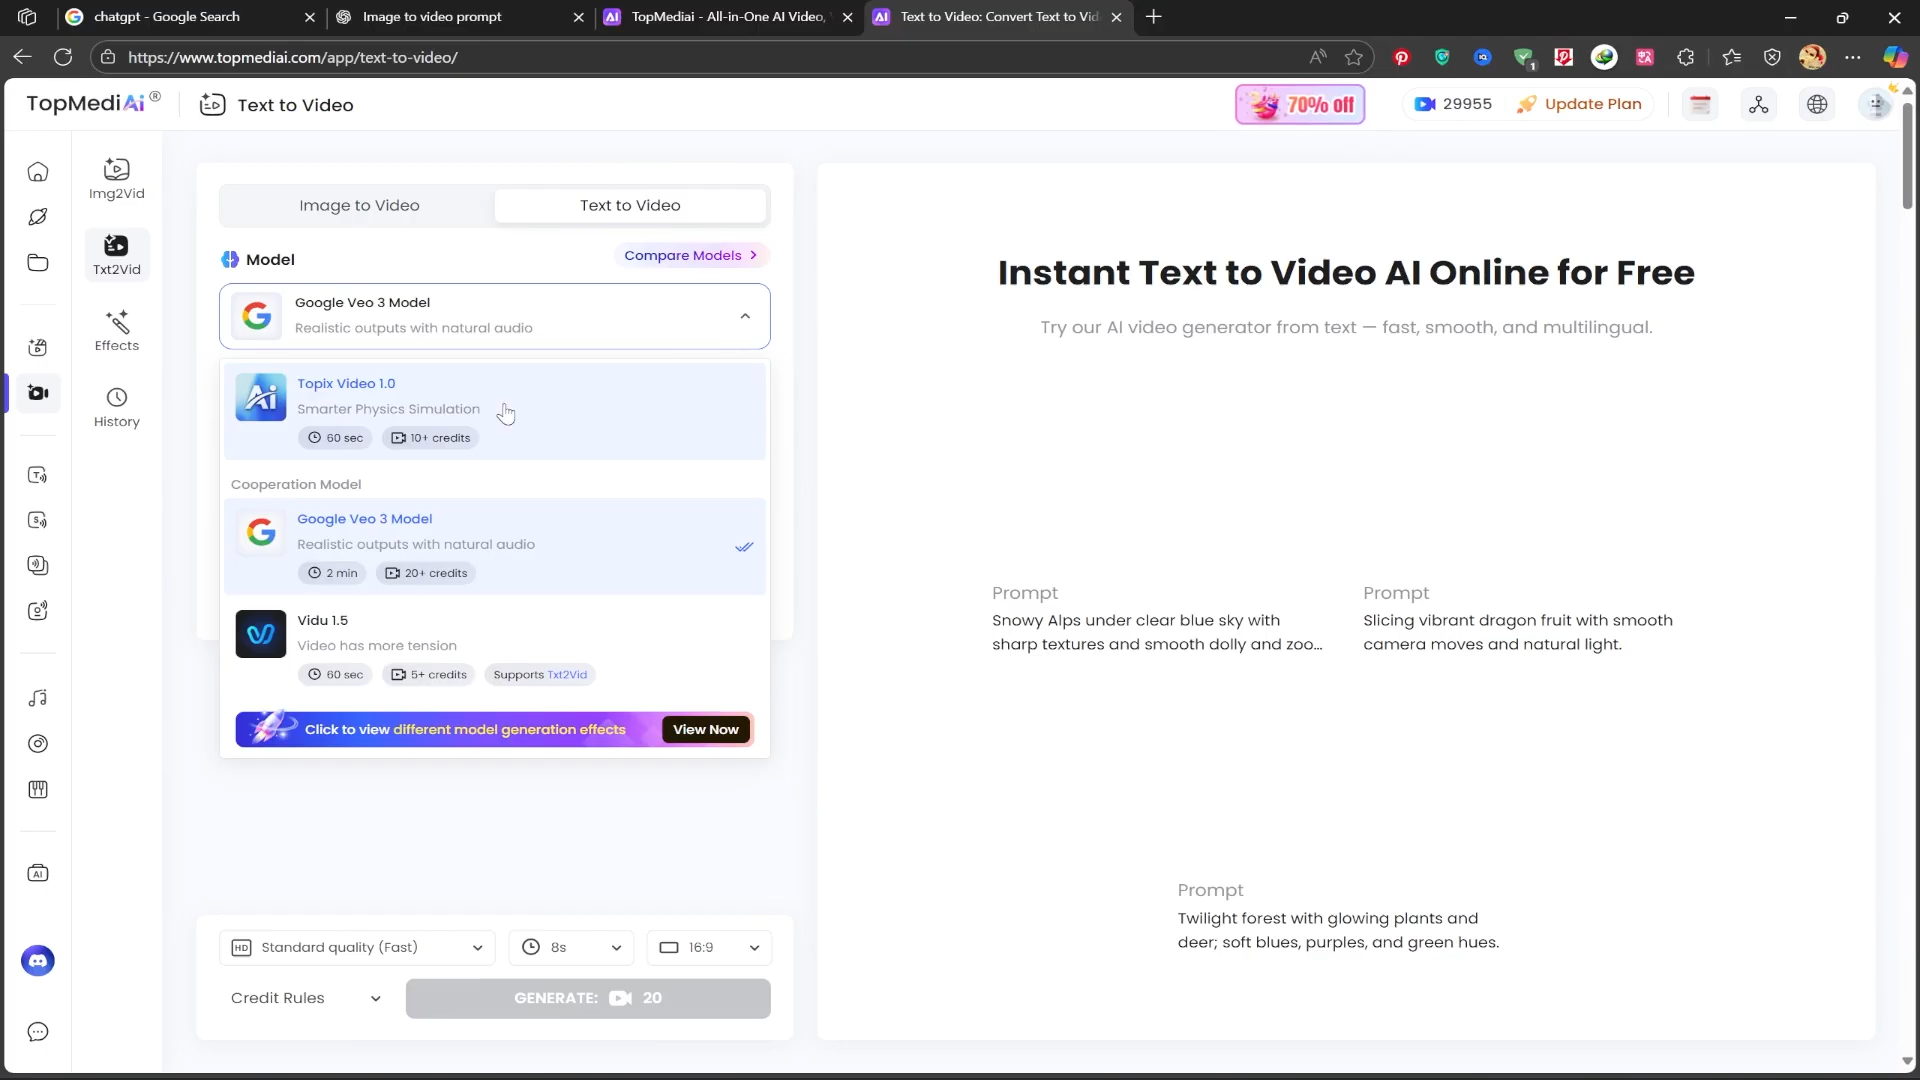 chatgpt - Google Search
Image to video prompt
TopMediai - All-in-One AI Video,
Text to Video: Convert Text to Vid
https://www.topmediai.com/app/text-to-video/
1
TopMediAi®
Text to Video
70% off
29955
Update Plan
Img2Vid
Txt2Vid
Effects
History
Image to Video
Text to Video
Model
Compare Models
Google Veo 3 Model
Realistic outputs with natural audio
Topix Video 1.0
Smarter Physics Simulation
60 sec
10+ credits
Cooperation Model
Google Veo 3 Model
Realistic outputs with natural audio
2 min
20+ credits
Vidu 1.5
Video has more tension
60 sec
5+ credits
Supports Txt2Vid
Click to view different model generation effects
View Now
HD
Standard quality (Fast)
8s
16:9
Credit Rules
GENERATE: 20
Instant Text to Video AI Online for Free
Try our AI video generator from text — fast, smooth, and multilingual.
Prompt
Snowy Alps under clear blue sky with
sharp textures and smooth dolly and zoo...
Prompt
Slicing vibrant dragon fruit with smooth
camera moves and natural light.
Prompt
Twilight forest with glowing plants and
deer; soft blues, purples, and green hues.